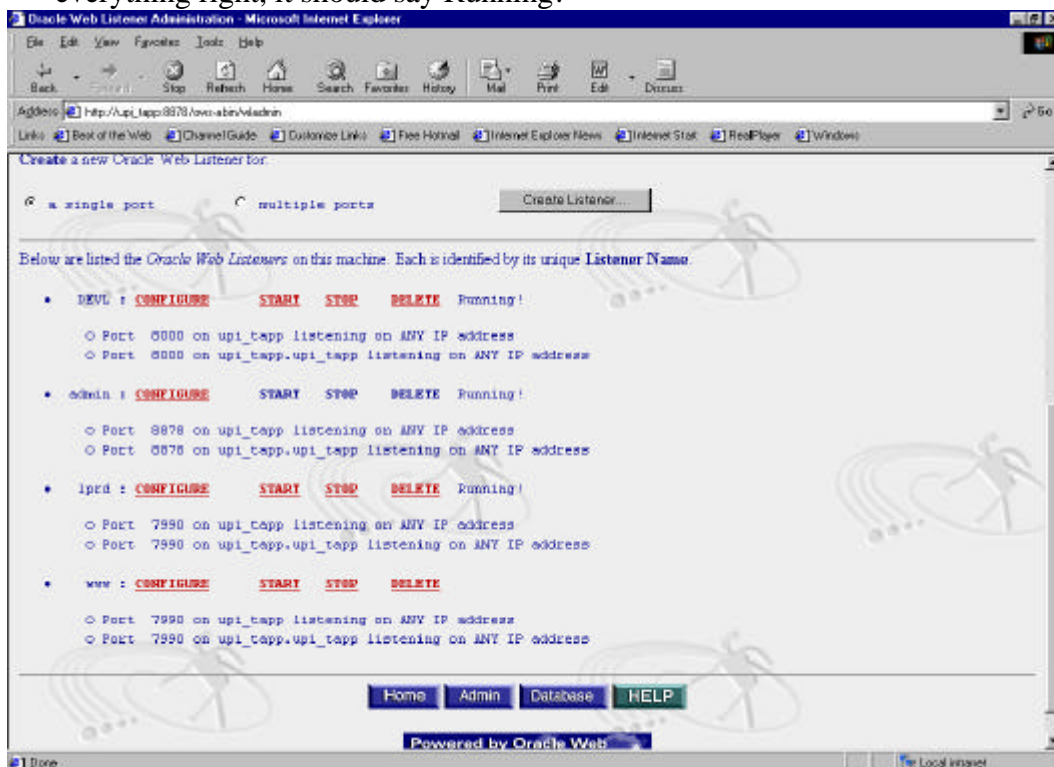 everything right, it should say Running!
Oracle Web Listener Administration - Microsoft Internet Explorer
File Edit View Favorites Tools Help
Back Stop Refresh Home Search Favorites History Mail Print Edit Discuss
Address http://upi_tapp:8878/ows-abin/wladmin Go
Links Best of the Web Channel Guide Customize Links Free Hotmail Internet Explorer News Internet Start RealPlayer Windows
Create a new Oracle Web Listener for:
a single port multiple ports Create Listener...
Below are listed the Oracle Web Listeners on this machine. Each is identified by its unique Listener Name.
• DEVL : CONFIGURE START STOP DELETE Running!
○ Port 8000 on upi_tapp listening on ANY IP address
○ Port 8000 on upi_tapp.upi_tapp listening on ANY IP address
• admin : CONFIGURE START STOP DELETE Running!
○ Port 8878 on upi_tapp listening on ANY IP address
○ Port 8878 on upi_tapp.upi_tapp listening on ANY IP address
• lprd : CONFIGURE START STOP DELETE Running!
○ Port 7990 on upi_tapp listening on ANY IP address
○ Port 7990 on upi_tapp.upi_tapp listening on ANY IP address
• www : CONFIGURE START STOP DELETE
○ Port 7990 on upi_tapp listening on ANY IP address
○ Port 7990 on upi_tapp.upi_tapp listening on ANY IP address
Home Admin Database HELP
Powered by Oracle Web
Done Local intranet